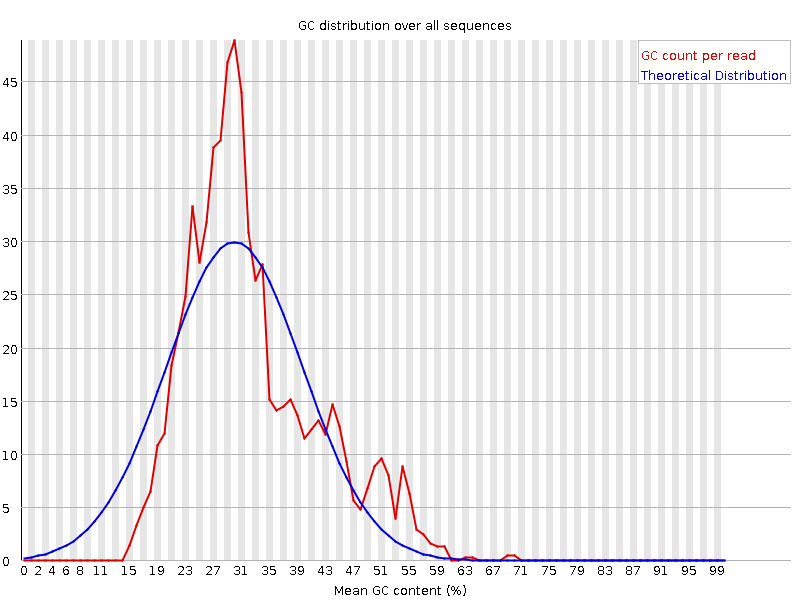 GC distribution over all sequences
GC count per read
Theoretical Distribution
45
40
35
30
25
20
15
10
5
0
0 2 4 6 8 11 15 19 23 27 31 35 39 43 47 51 55 59 63 67 71 75 79 83 87 91 95 99
Mean GC content (%)